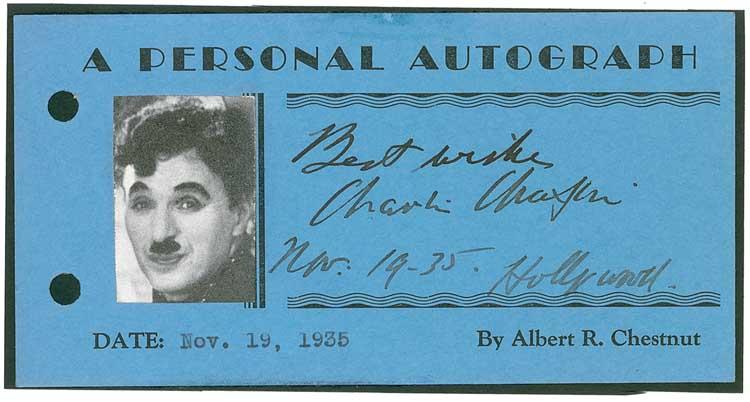 A PERSONAL AUTOGRAPH
Best wishes
Charlie Chaplin
Nov. 19-35. Hollywood.
DATE: Nov. 19, 1935
By Albert R. Chestnut